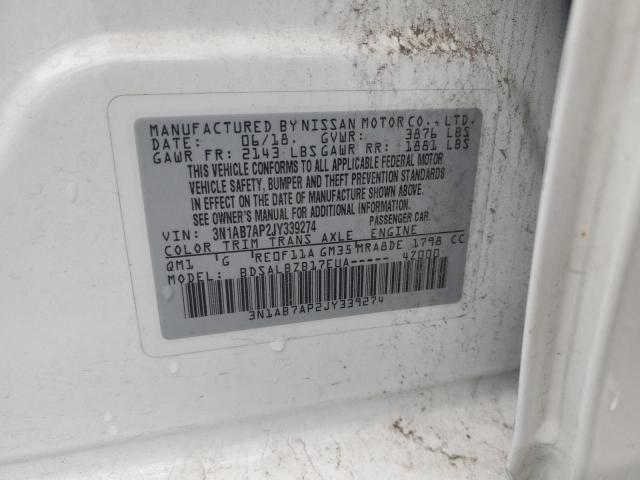 MANUFACTURED BY NISSAN MOTOR CO., LTD.
DATE: 06/18. GVWR: 3876 LBS
GAWR FR: 2143 LBS GAWR RR: 1881 LBS
THIS VEHICLE CONFORMS TO ALL APPLICABLE FEDERAL MOTOR
VEHICLE SAFETY, BUMPER AND THEFT PREVENTION STANDARDS
IN EFFECT ON THE DATE OF MANUFACTURE SHOWN ABOVE.
SEE OWNER'S MANUAL FOR ADDITIONAL INFORMATION.
VIN: 3N1AB7AP2JY339274 PASSENGER CAR
COLOR TRIM TRANS AXLE ENGINE
QM1 'G 'RE0F11A GM35 MRA8DE 1798 CC
MODEL: BDSALBZB17EUA----- 4Z000
3N1AB7AP2JY339274